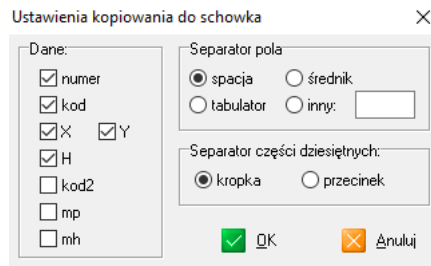 Ustawienia kopiowania do schowka
Dane:
numer
kod
X Y
H
kod2
mp
mh
Separator pola
spacja średnik
tabulator inny:
Separator części dziesiętnych:
kropka przecinek
OK Anuluj